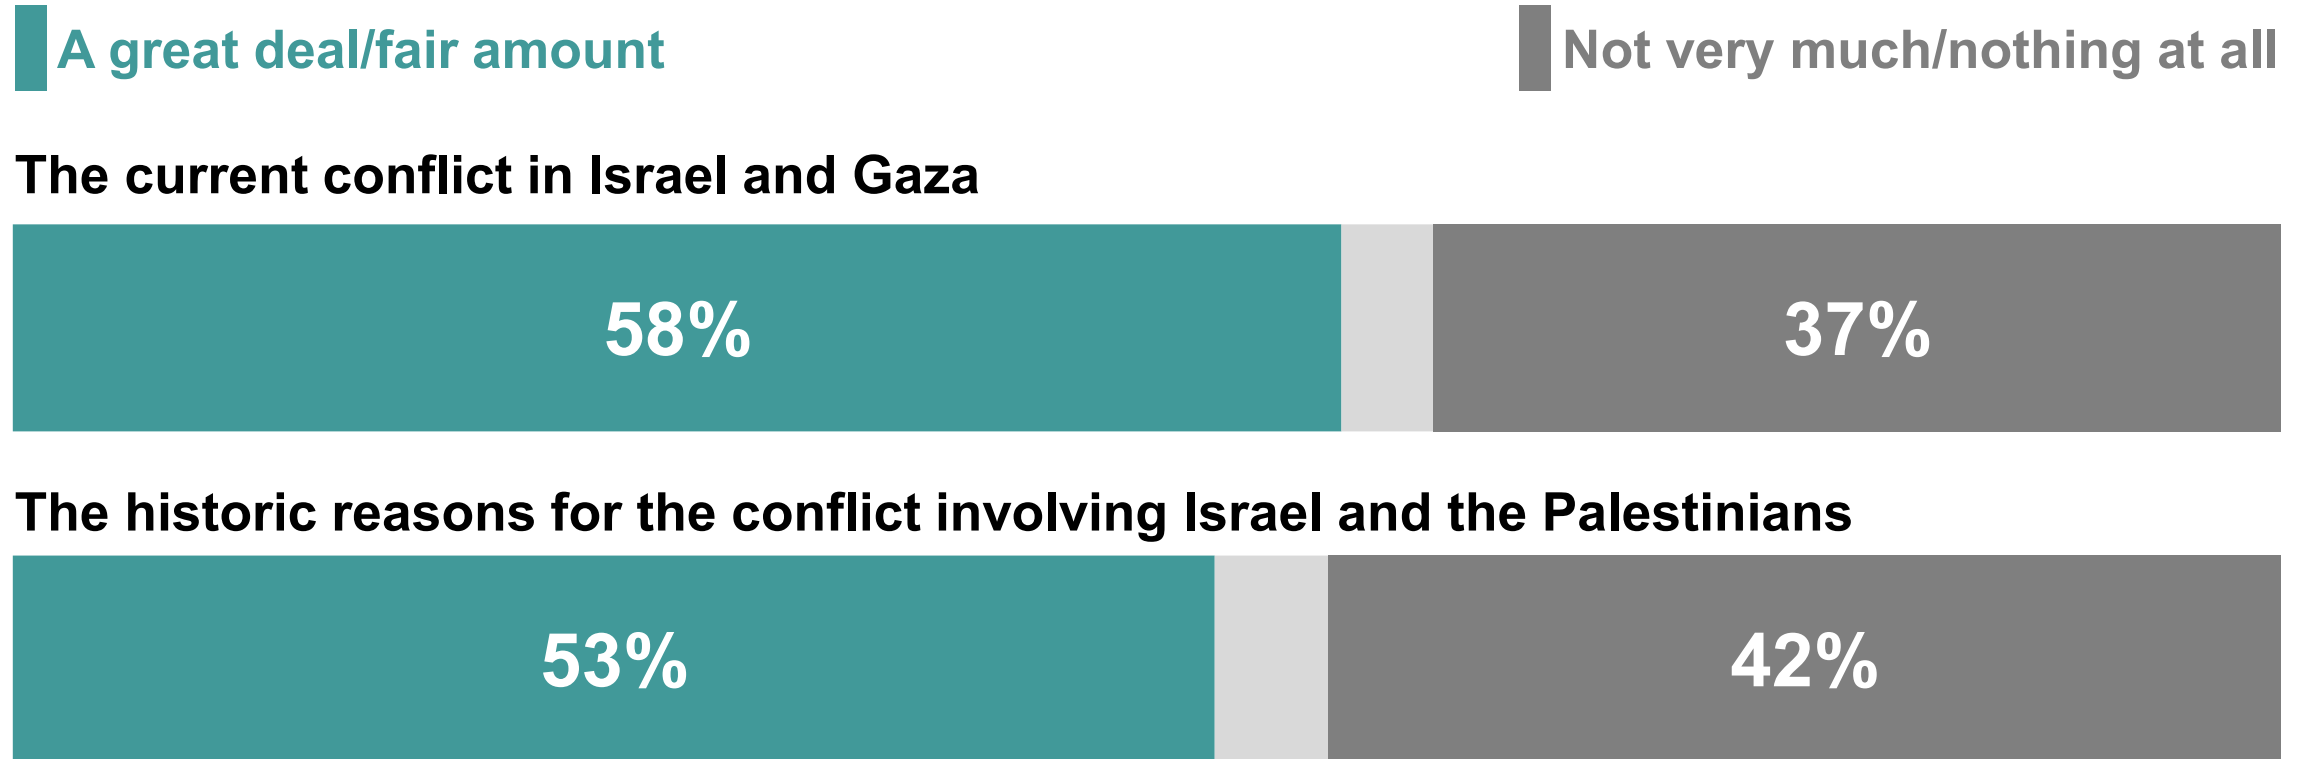 A great deal/fair amount
Not very much/nothing at all
The current conflict in Israel and Gaza
58%
37%
The historic reasons for the conflict involving Israel and the Palestinians
53%
42%